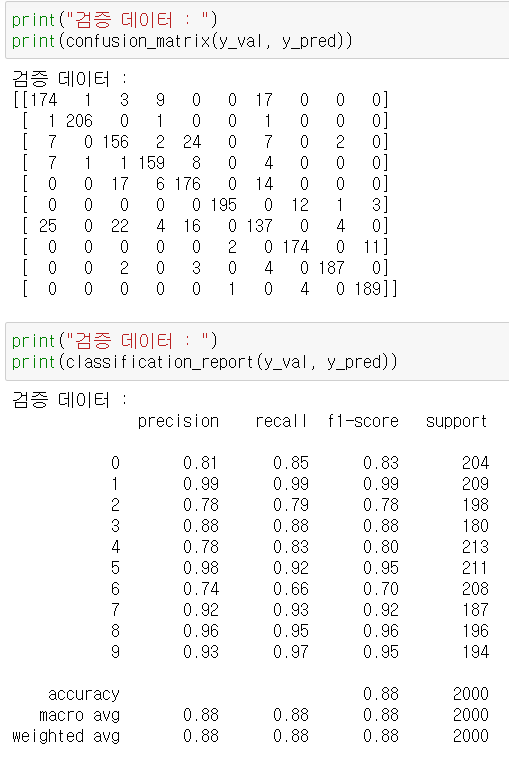 print("검증 데이터 : ")
print(confusion_matrix(y_val, y_pred))
검증 데이터 :
[[174   1   3   9   0   0  17   0   0   0]
 [  1 206   0   1   0   0   1   0   0   0]
 [  7   0 156   2  24   0   7   0   2   0]
 [  7   1   1 159   8   0   4   0   0   0]
 [  0   0  17   6 176   0  14   0   0   0]
 [  0   0   0   0   0 195   0  12   1   3]
 [ 25   0  22   4  16   0 137   0   4   0]
 [  0   0   0   0   0   2   0 174   0  11]
 [  0   0   2   0   3   0   4   0 187   0]
 [  0   0   0   0   0   1   0   4   0 189]]
print("검증 데이터 : ")
print(classification_report(y_val, y_pred))
검증 데이터 :
precision    recall  f1-score   support
0       0.81      0.85      0.83       204
1       0.99      0.99      0.99       209
2       0.78      0.79      0.78       198
3       0.88      0.88      0.88       180
4       0.78      0.83      0.80       213
5       0.98      0.92      0.95       211
6       0.74      0.66      0.70       208
7       0.92      0.93      0.92       187
8       0.96      0.95      0.96       196
9       0.93      0.97      0.95       194
accuracy                           0.88      2000
macro avg       0.88      0.88      0.88      2000
weighted avg       0.88      0.88      0.88      2000